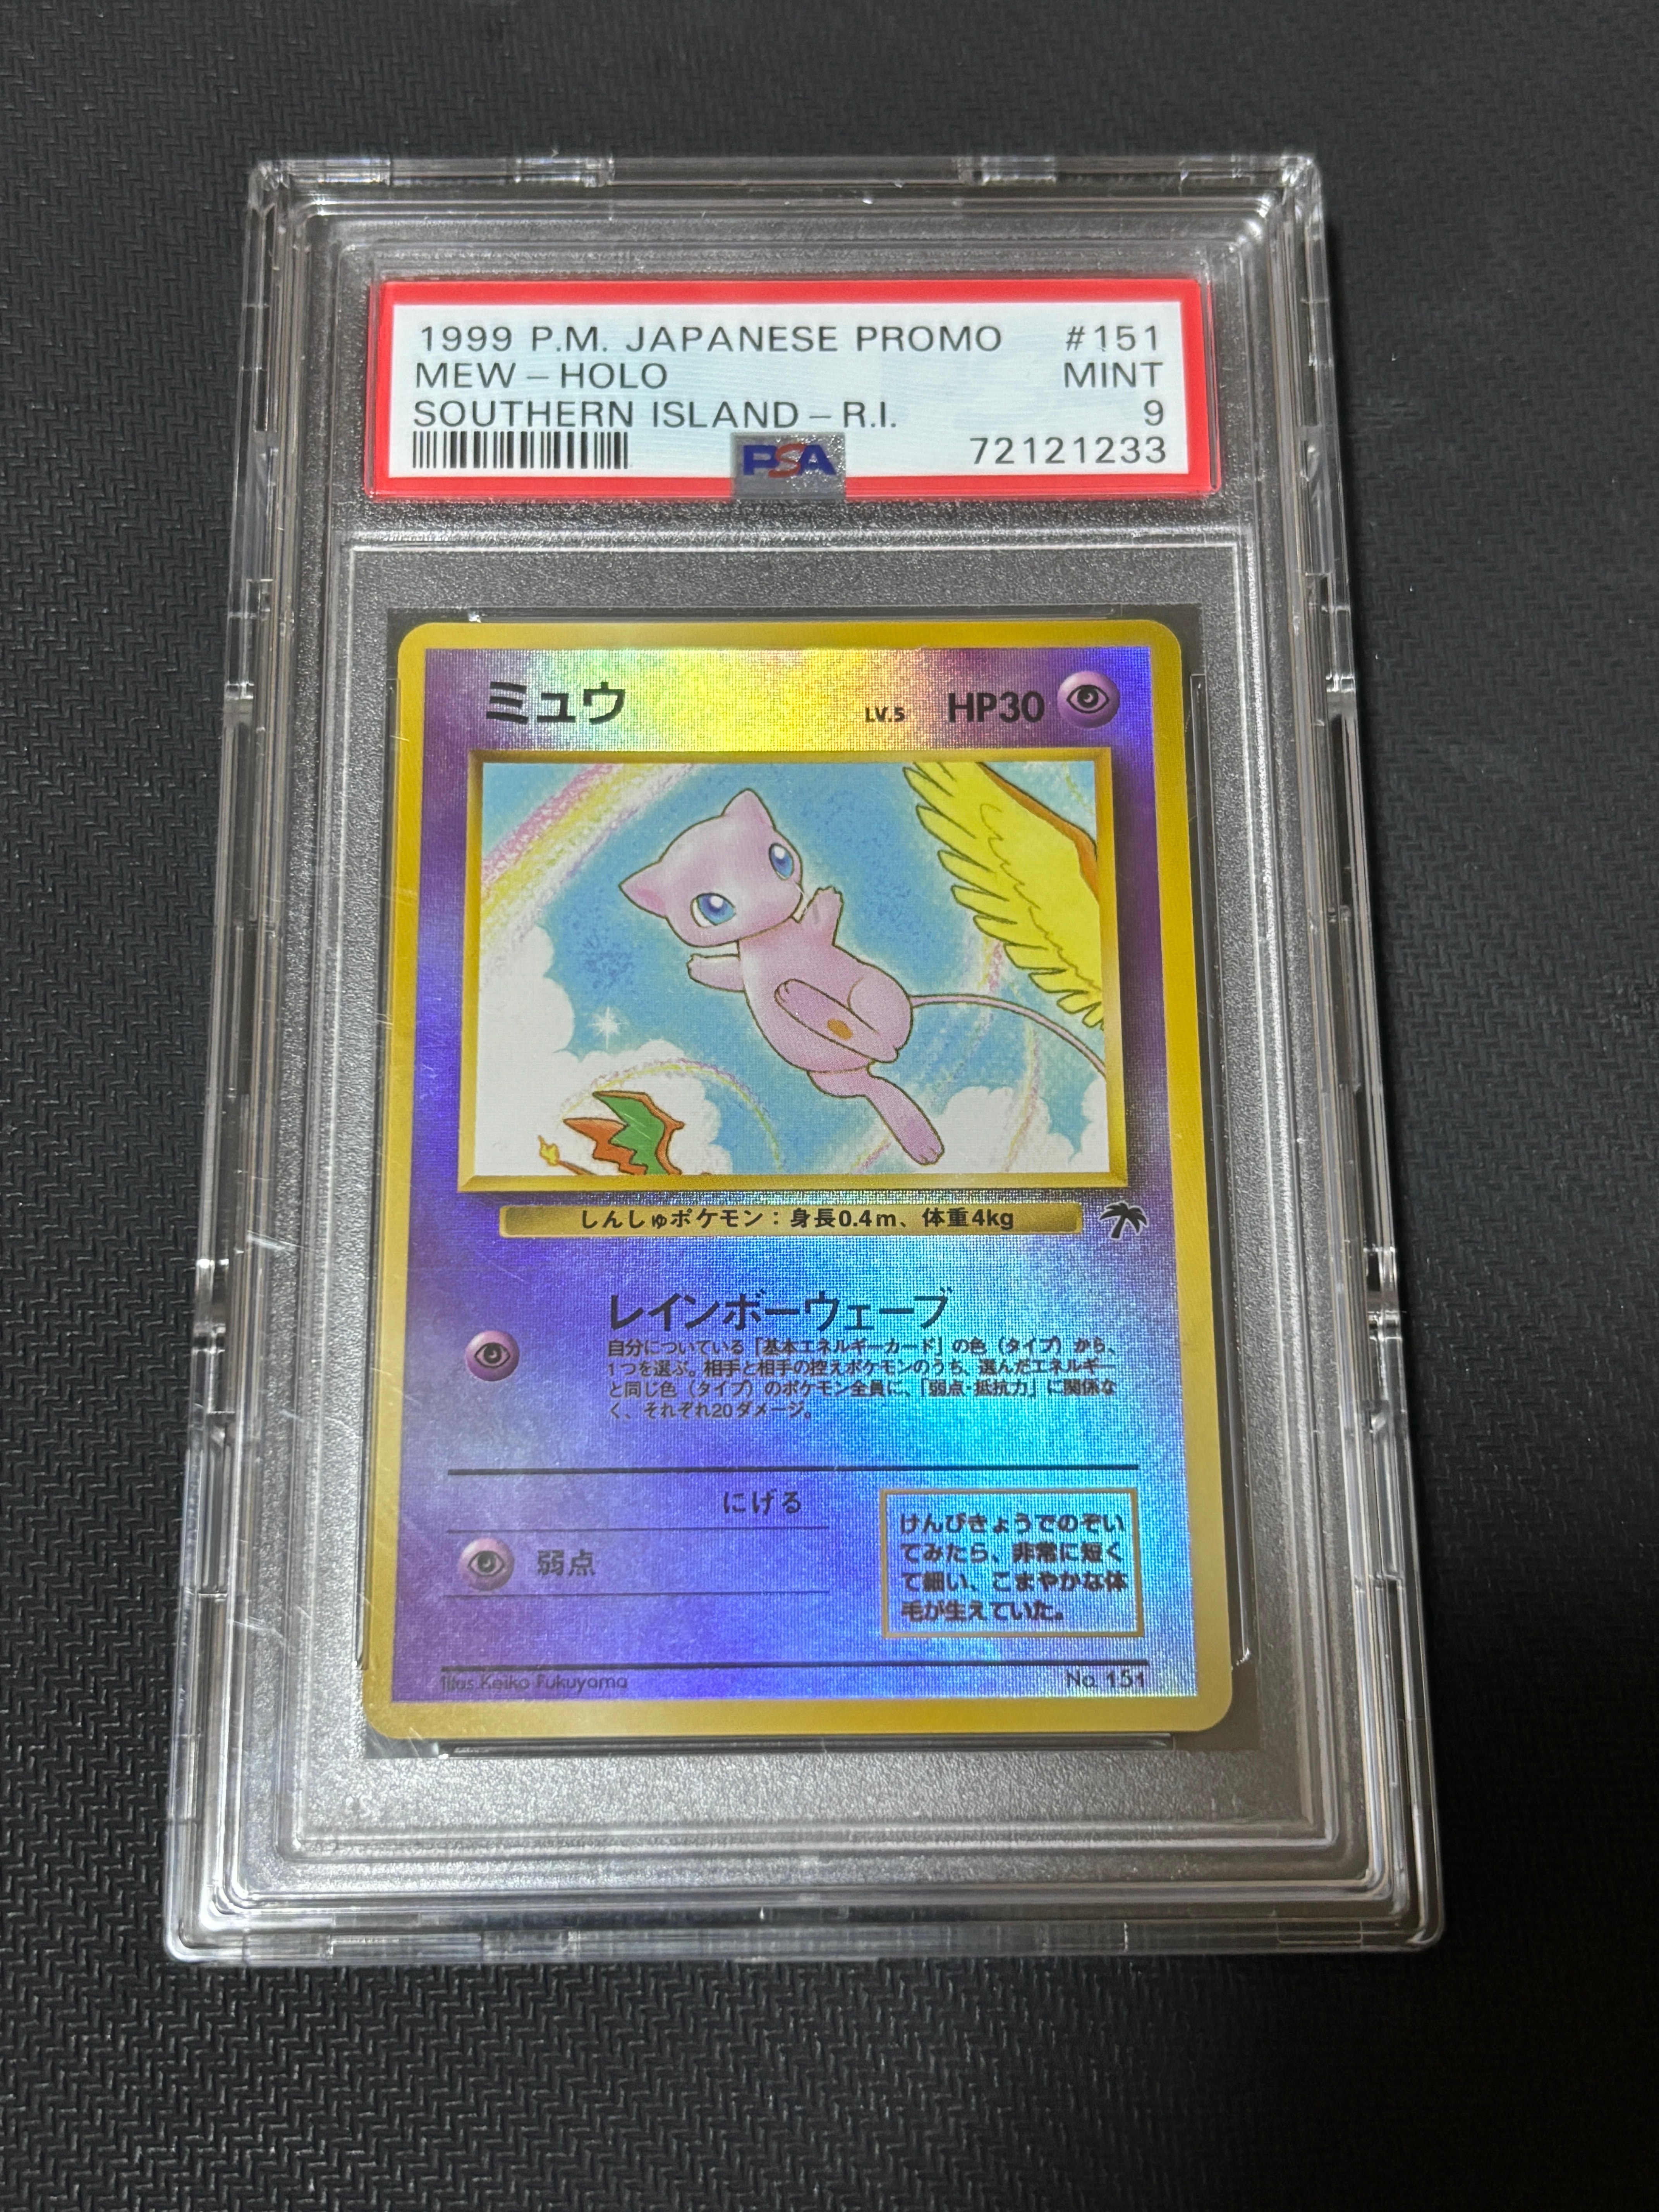 1999 P.M. JAPANESE PROMO #151
MEW – HOLO MINT
SOUTHERN ISLAND – R.I. 9
PSA 72121233
ミュウ LV.5 HP30
しんしゅポケモン：身長0.4m、体重4kg
レインボーウェーブ
自分についている「基本エネルギーカード」の色（タイプ）から、
1つを選ぶ。相手と相手の控えポケモンのうち、選んだエネルギー
と同じ色（タイプ）のポケモン全員に、「弱点・抵抗力」に関係な
く、それぞれ20ダメージ。
にげる
弱点
けんびきょうでのぞい
てみたら、非常に短く
て細い、こまやかな体
毛が生えていた。
Illus.Keiko Fukuyama No. 151